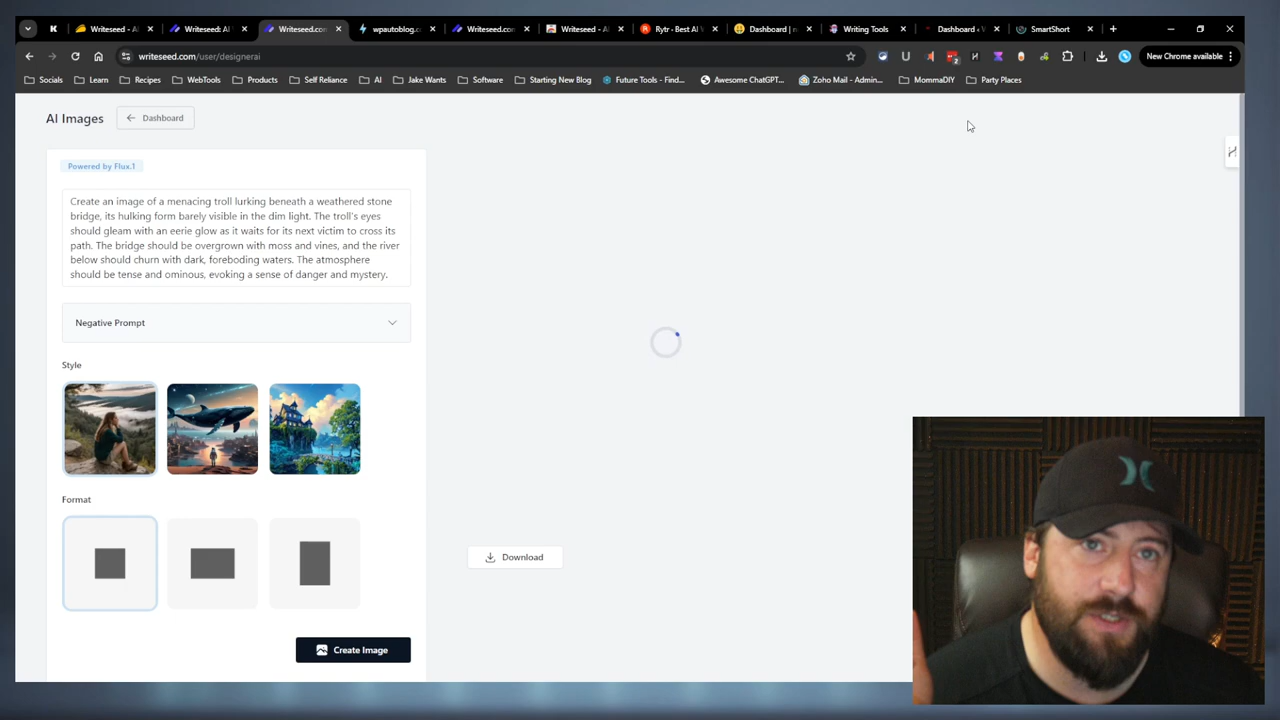 Writeseed - A
Writeseed: AI
Writeseed.com
wpautoblog.c
Writeseed.com
Writeseed - A
Rytr - Best AI
Dashboard | n
Writing Tools
Dashboard ‹
SmartShort
writeseed.com/user/designerai
2
New Chrome available
Socials
Learn
Recipes
WebTools
Products
Self Reliance
AI
Jake Wants
Software
Starting New Blog
Future Tools - Find...
Awesome ChatGPT...
Zoho Mail - Admin...
MommaDIY
Party Places
AI Images
Dashboard
Powered by Flux.1
Create an image of a menacing troll lurking beneath a weathered stone
bridge, its hulking form barely visible in the dim light. The troll's eyes
should gleam with an eerie glow as it waits for its next victim to cross its
path. The bridge should be overgrown with moss and vines, and the river
below should churn with dark, foreboding waters. The atmosphere
should be tense and ominous, evoking a sense of danger and mystery.
Negative Prompt
Style
Format
Download
Create Image